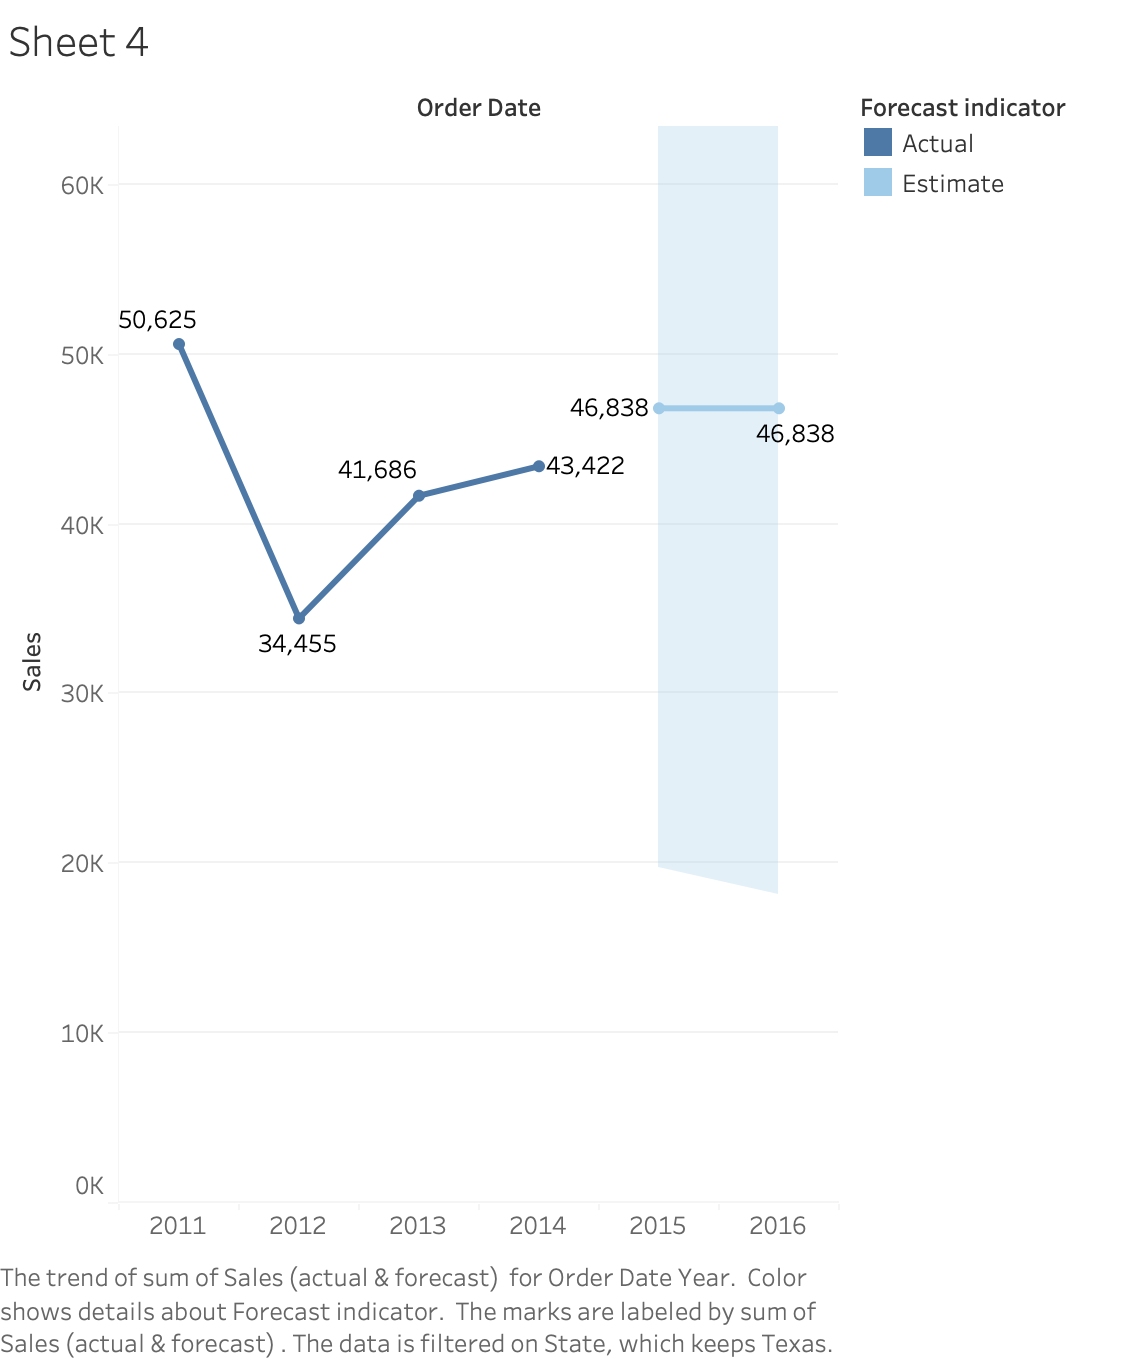 Sheet 4
Order Date
Forecast indicator
Actual
Estimate
60K
50K
40K
30K
20K
10K
0K
Sales
50,625
34,455
41,686
43,422
46,838
46,838
2011 2012 2013 2014 2015 2016
The trend of sum of Sales (actual & forecast)  for Order Date Year.  Color
shows details about Forecast indicator.  The marks are labeled by sum of
Sales (actual & forecast) . The data is filtered on State, which keeps Texas.